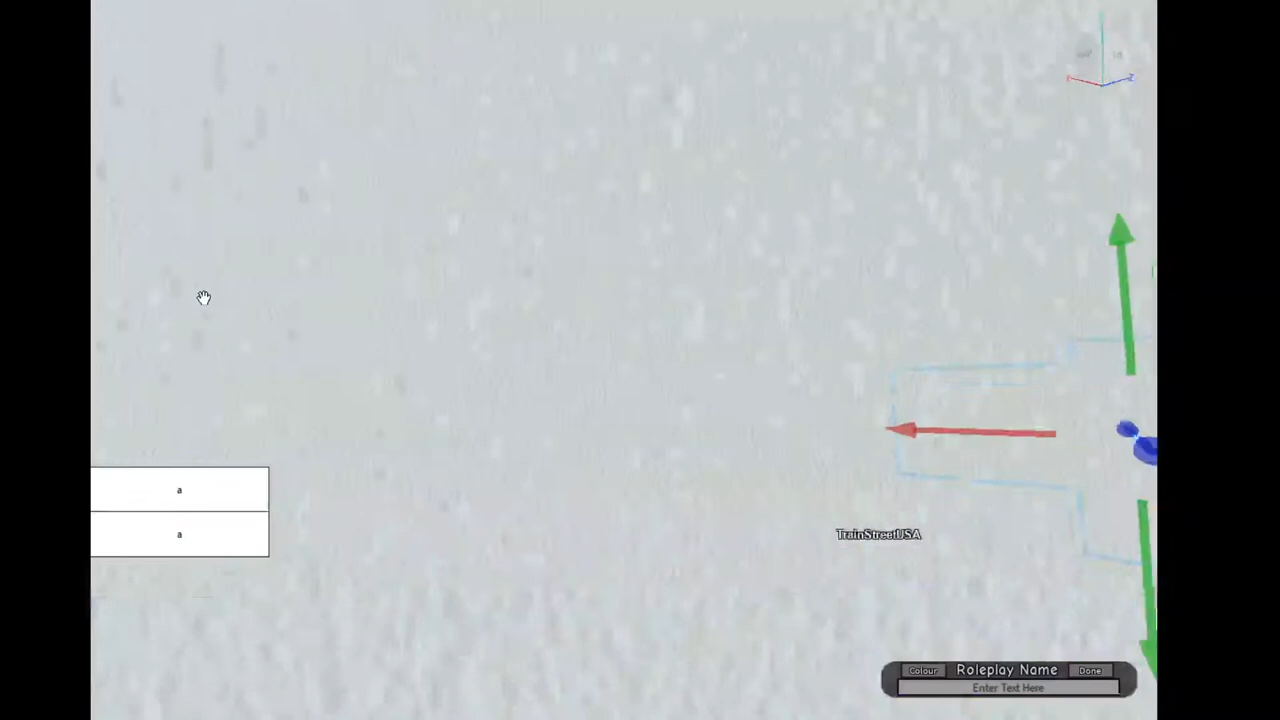 a
a
TrainStreetUSA
Colour Roleplay Name Done
Enter Text Here